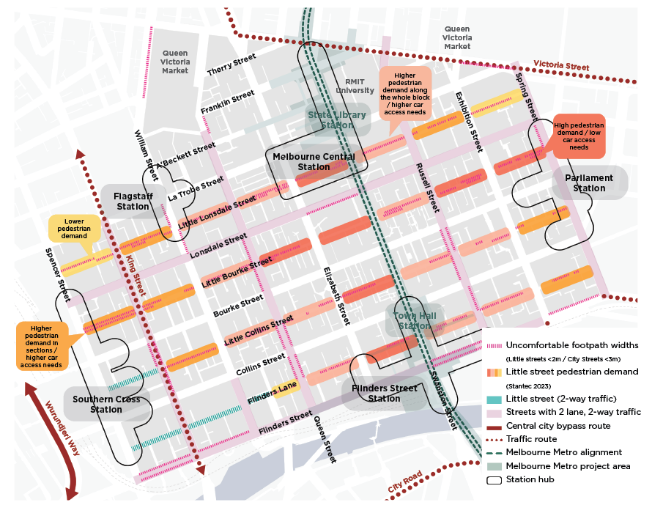 Queen
Victoria
Market
Queen
Victoria
Market
Victoria Street
Therry Street
Franklin Street
RMIT
University
State Library
Station
Higher
pedestrian
demand along
the whole block
/ higher car
access needs
Exhibition Street
Spring Street
High pedestrian
demand / low
car access
needs
William Street
A'Beckett Street
La Trobe Street
Melbourne Central
Station
Russell Street
Parliament
Station
Flagstaff
Station
Little Lonsdale Street
Lower
pedestrian
demand
Lonsdale Street
Spencer Street
King Street
Little Bourke Street
Elizabeth Street
Bourke Street
Town Hall
Station
Higher
pedestrian
demand in
sections /
higher car
access needs
Little Collins Street
Collins Street
Flinders Lane
Flinders Street
Station
Swanston Street
Southern Cross
Station
Flinders Street
Queen Street
Wurundjeri Way
City Road
Uncomfortable footpath widths
(Little streets <2m / City Streets <3m)
Little street pedestrian demand
(Stantec 2023)
Little street (2-way traffic)
Streets with 2 lane, 2-way traffic
Central city bypass route
Traffic route
Melbourne Metro alignment
Melbourne Metro project area
Station hub